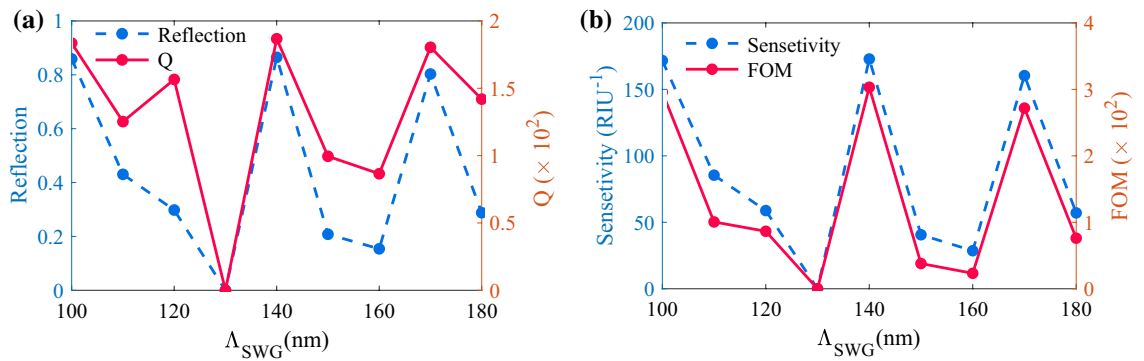 (a)
Reflection
Q
1
0.8
0.6
0.4
0.2
0
Reflection
2
1.5
1
0.5
0
Q (× 10²)
100 120 140 160 180
Λ_SWG(nm)
(b)
Sensetivity
FOM
200
150
100
50
0
Sensetivity (RIU⁻¹)
4
3
2
1
0
FOM (× 10²)
100 120 140 160 180
Λ_SWG(nm)